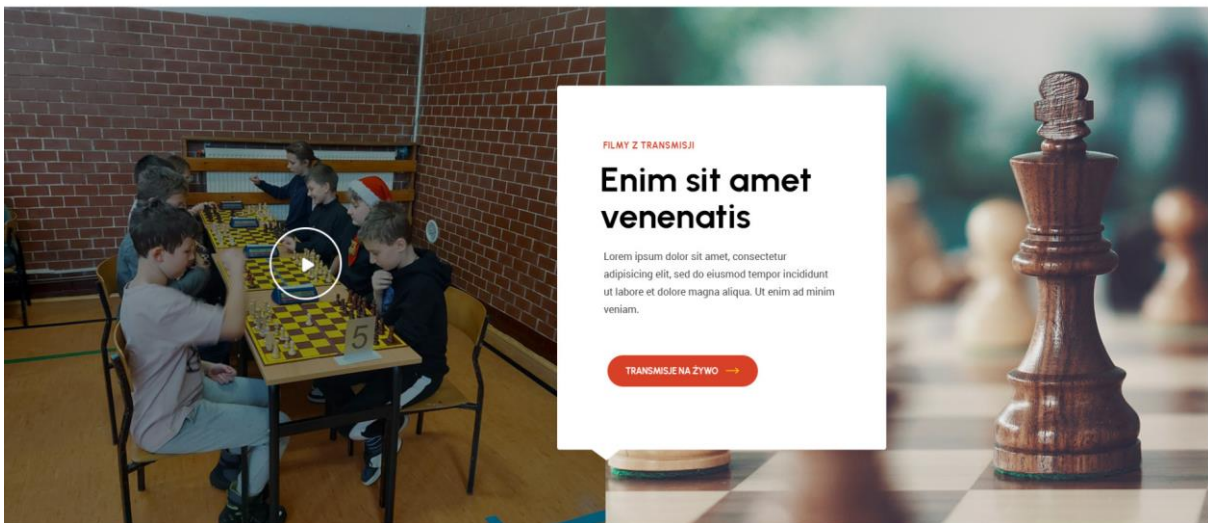 FILMY Z TRANSMISJI
Enim sit amet
venenatis
Lorem ipsum dolor sit amet, consectetur
adipisicing elit, sed do eiusmod tempor incididunt
ut labore et dolore magna aliqua. Ut enim ad minim
veniam.
5
TRANSMISJE NA ŻYWO